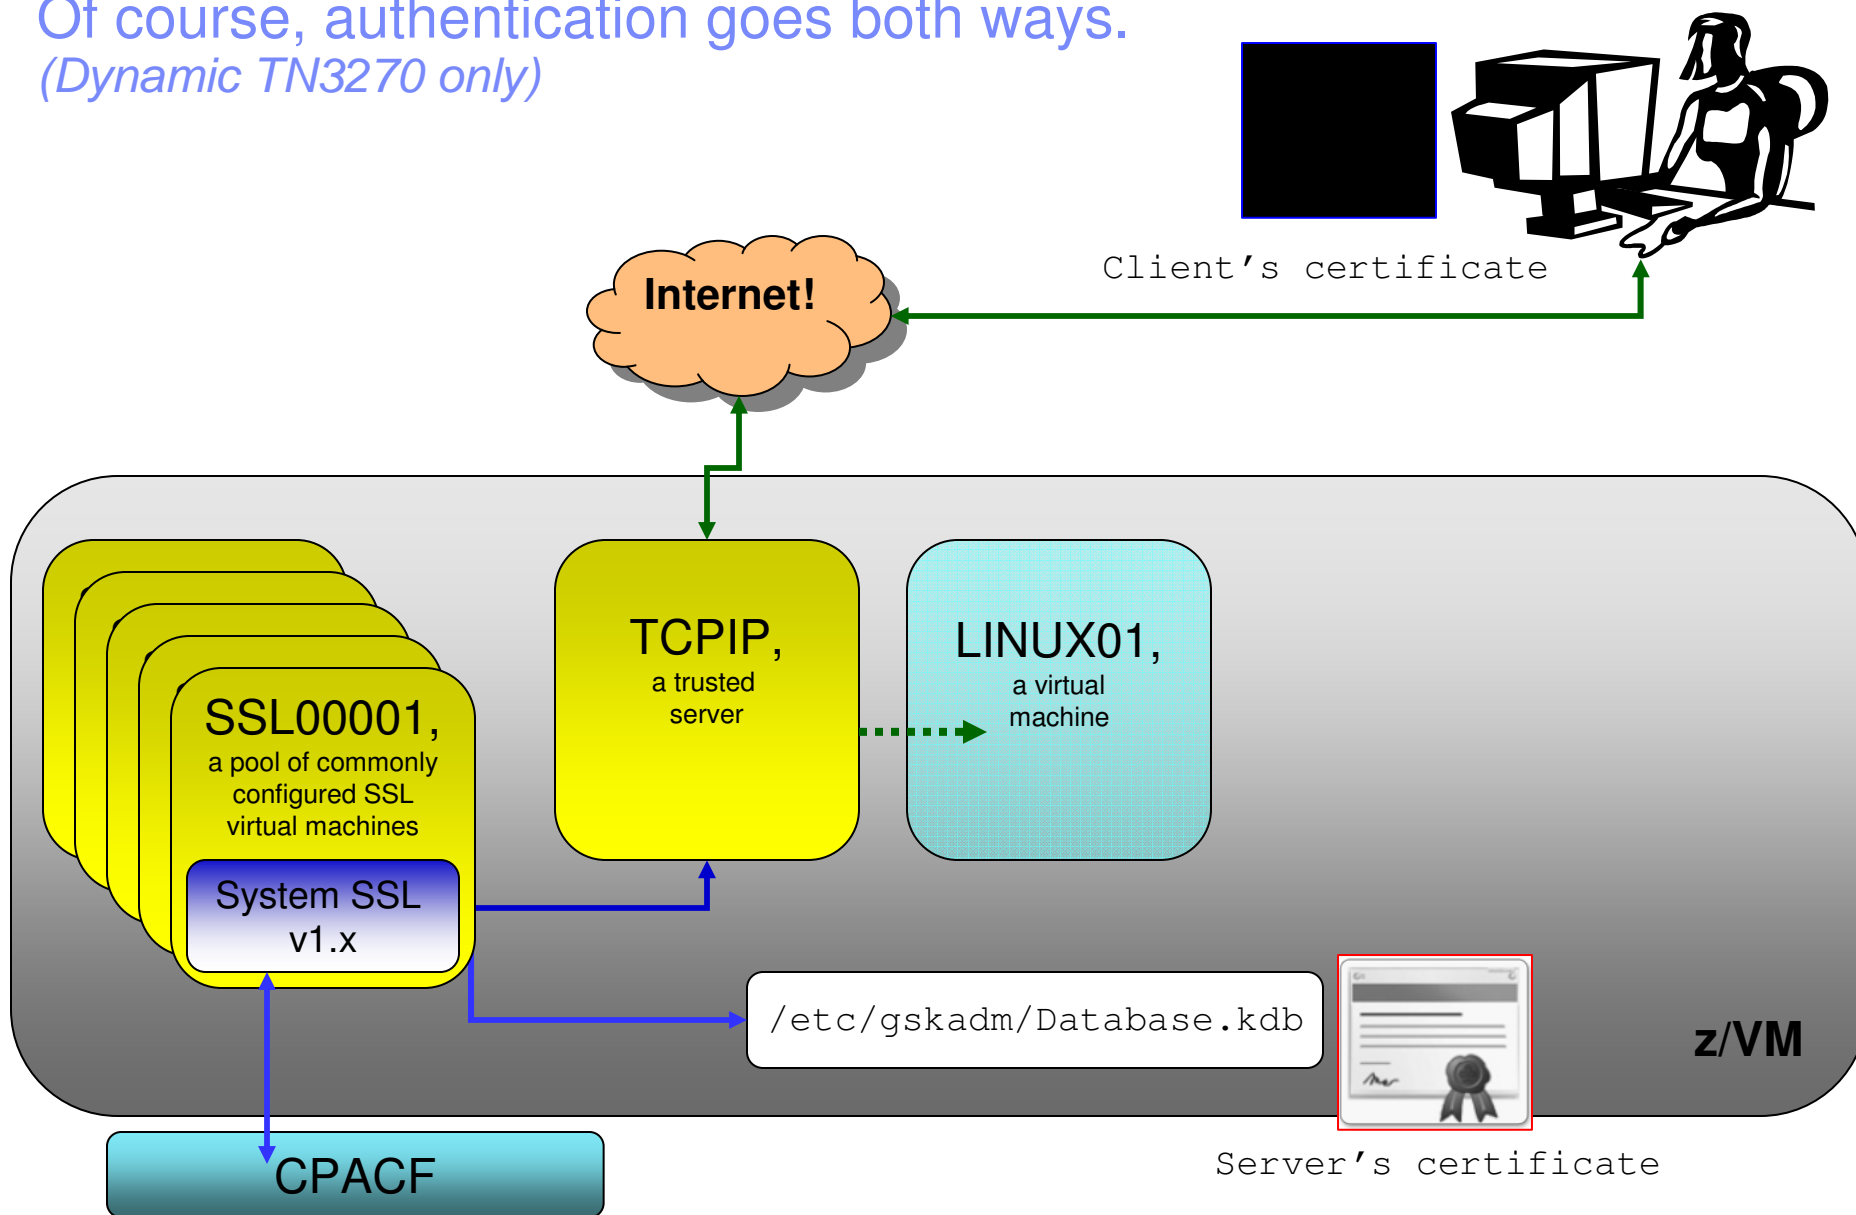 Of course, authentication goes both ways.
(Dynamic TN3270 only)
Client's certificate
Internet!
TCPIP,
a trusted
server
LINUX01,
a virtual
machine
SSL00001,
a pool of commonly
configured SSL
virtual machines
System SSL
v1.x
/etc/gskadm/Database.kdb
z/VM
Server's certificate
CPACF